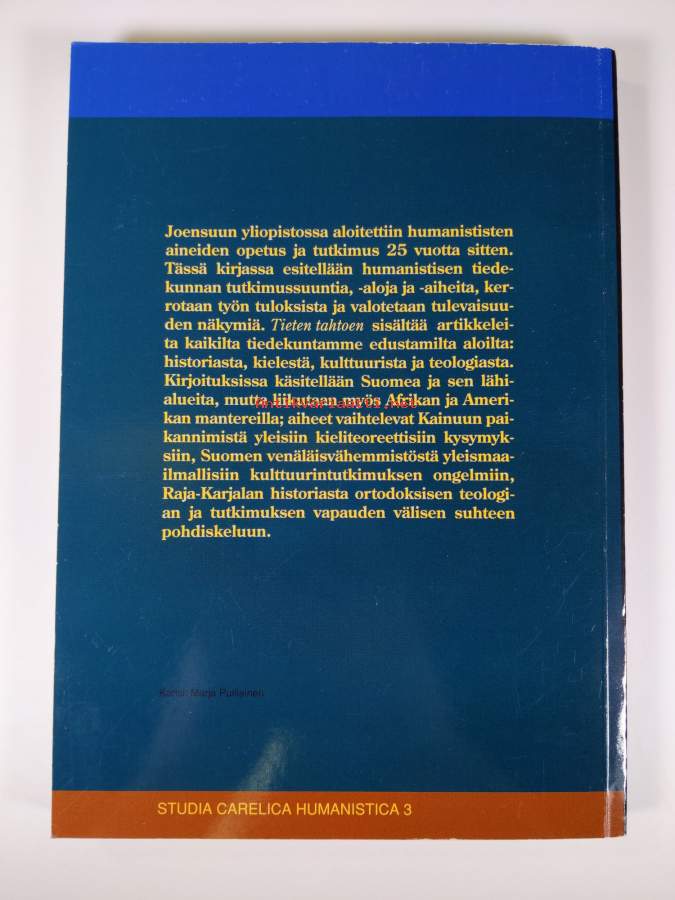 Joensuun yliopistossa aloitettiin humanististen
aineiden opetus ja tutkimus 25 vuotta sitten.
Tässä kirjassa esitellään humanistisen tiede-
kunnan tutkimussuuntia, -aloja ja -aiheita, ker-
rotaan työn tuloksista ja valotetaan tulevaisuu-
den näkymiä. Tieten tahtoen sisältää artikkelei-
ta kaikilta tiedekuntamme edustamilta aloilta:
historiasta, kielestä, kulttuurista ja teologiasta.
Kirjoituksissa käsitellään Suomea ja sen lähi-
alueita, mutta liikutaan myös Afrikan ja Ameri-
Antikvariaatti.net
kan mantereilla; aiheet vaihtelevat Kainuun pai-
kannimistä yleisiin kieliteoreettisiin kysymyk-
siin, Suomen venäläisvähemmistöstä yleismaa-
ilmallisiin kulttuurintutkimuksen ongelmiin,
Raja-Karjalan historiasta ortodoksisen teologi-
an ja tutkimuksen vapauden välisen suhteen
pohdiskeluun.
Kansi: Marja Puhainen
STUDIA CARELICA HUMANISTICA 3